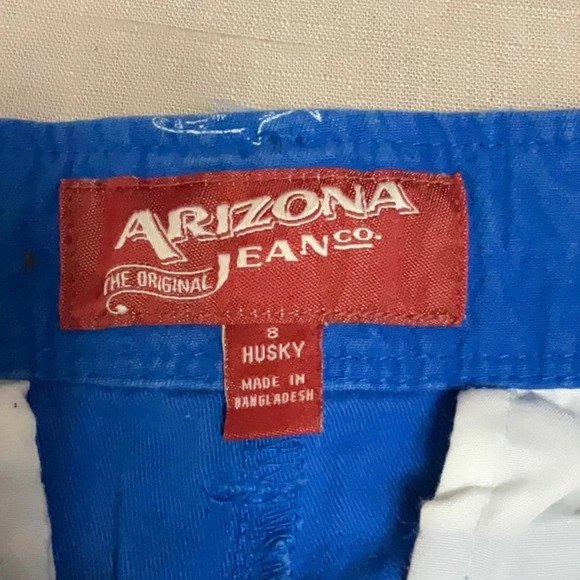 ARIZONA
JEAN CO.
THE ORIGINAL
8
HUSKY
MADE IN
BANGLADESH